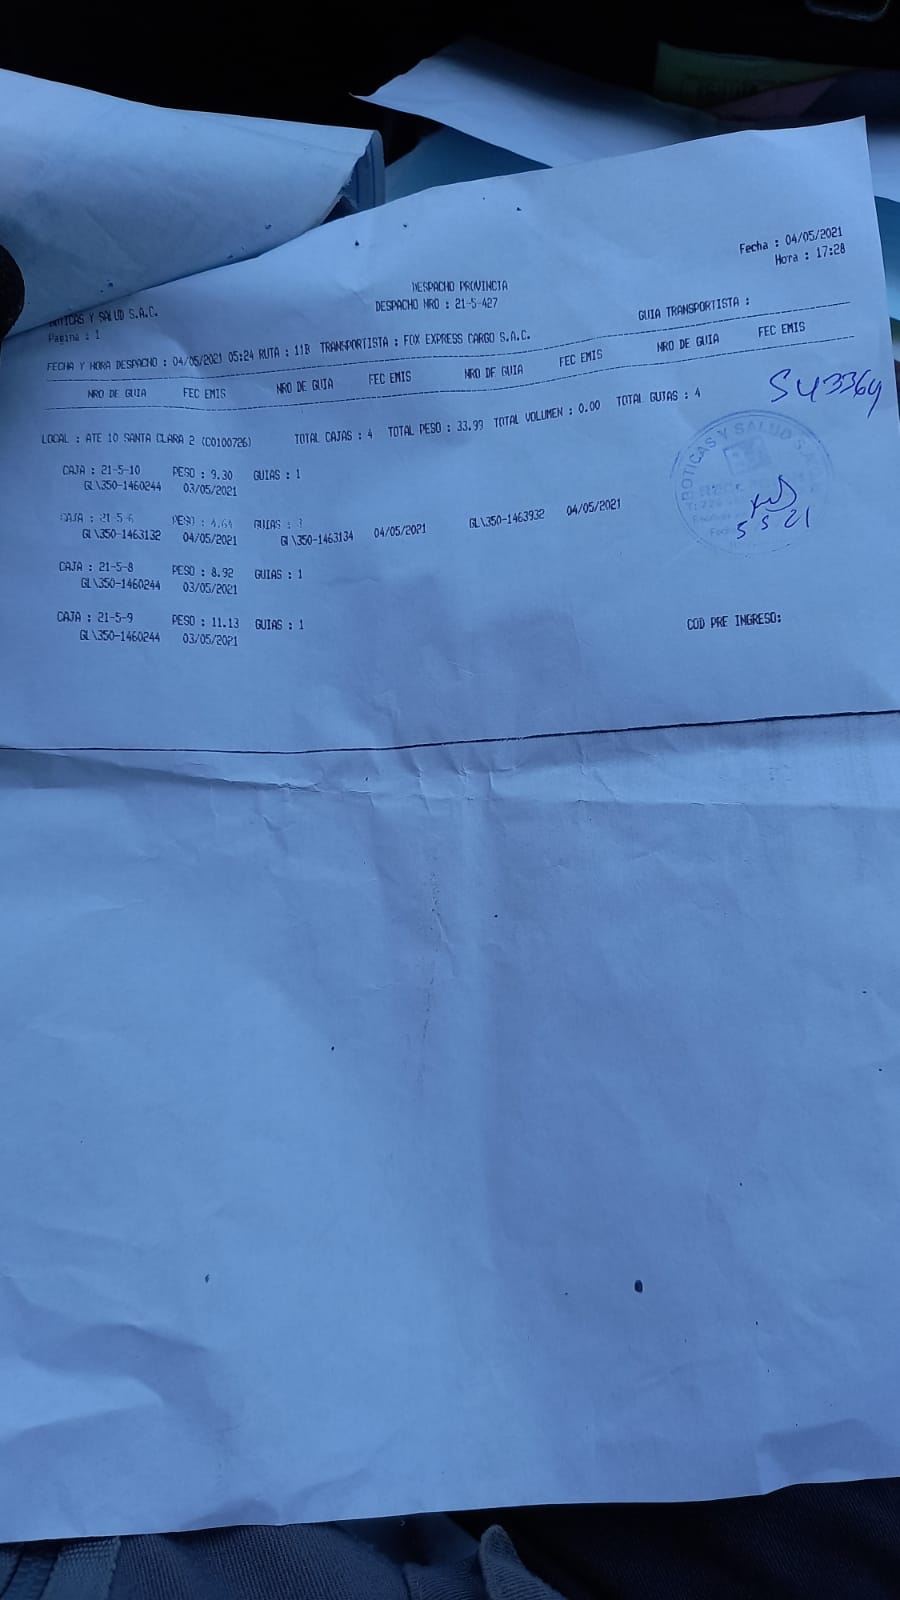 Fecha : 04/05/2021
Hora : 17:28
DESPACHO PROVINCIA
BOTICAS Y SALUD S.A.C.
DESPACHO NRO : 21-5-427
GUIA TRANSPORTISTA :
Pagina : 1
FECHA Y HORA DESPACHO : 04/05/2021 05:24 RUTA : 11B TRANSPORTISTA : FOX EXPRESS CARGO S.A.C.
NRO DE GUIA FEC EMIS NRO DE GUIA FEC EMIS NRO DE GUIA FEC EMIS NRO DE GUIA FEC EMIS
LOCAL : ATE 10 SANTA CLARA 2 (C0100726) TOTAL CAJAS : 4 TOTAL PESO : 33.99 TOTAL VOLUMEN : 0.00 TOTAL GUIAS : 4
CAJA : 21-5-10 PESO : 9.30 GUIAS : 1
GL\350-1460244 03/05/2021
CAJA : 21-5-6 PESO : 4.64 GUIAS : 3
GL\350-1463132 04/05/2021 GL\350-1463134 04/05/2021 GL\350-1463932 04/05/2021
CAJA : 21-5-8 PESO : 8.92 GUIAS : 1
GL\350-1460244 03/05/2021
CAJA : 21-5-9 PESO : 11.13 GUIAS : 1
GL\350-1460244 03/05/2021
COD PRE INGRESO:
BOTICAS Y SALUD S.A.
5 5 21